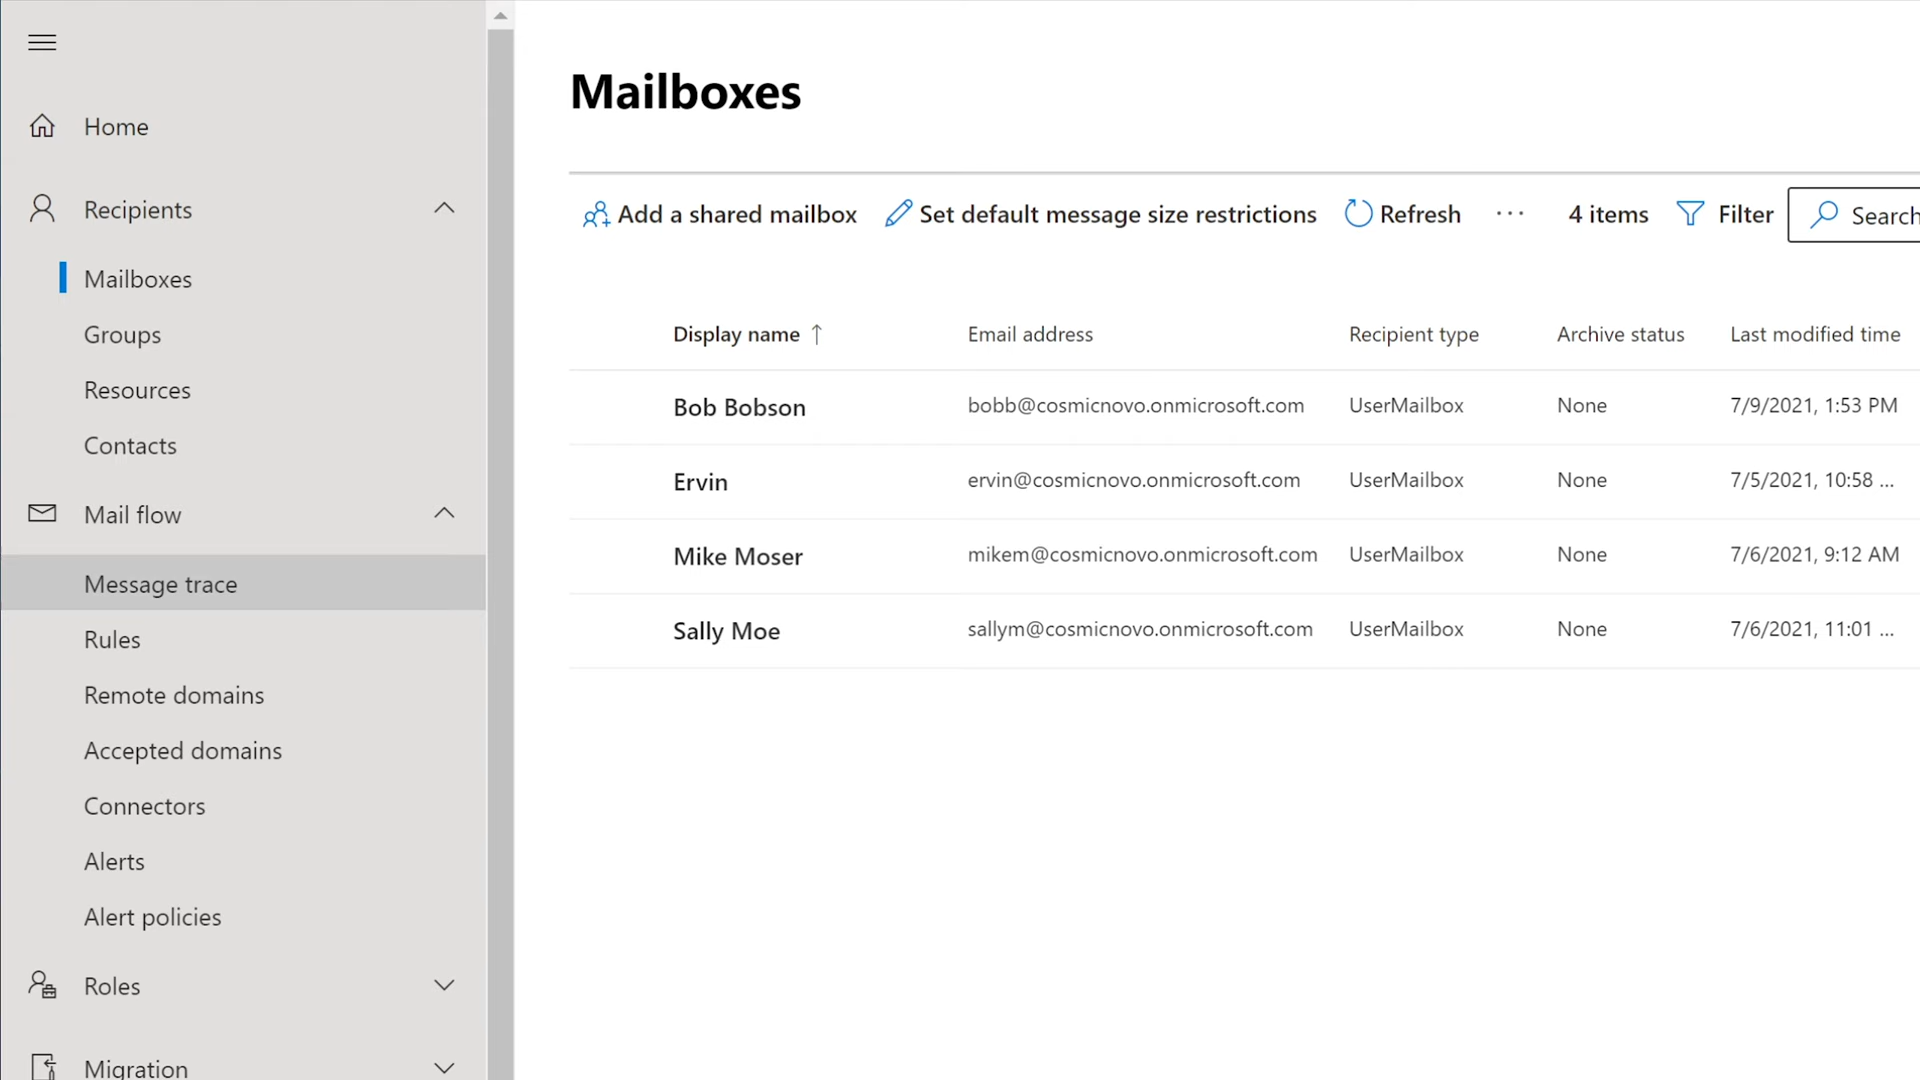 Home
Recipients
Mailboxes
Groups
Resources
Contacts
Mail flow
Message trace
Rules
Remote domains
Accepted domains
Connectors
Alerts
Alert policies
Roles
Migration
Mailboxes
Add a shared mailbox Set default message size restrictions Refresh ··· 4 items Filter Search
Display name ↑ Email address Recipient type Archive status Last modified time
Bob Bobson bobb@cosmicnovo.onmicrosoft.com UserMailbox None 7/9/2021, 1:53 PM
Ervin ervin@cosmicnovo.onmicrosoft.com UserMailbox None 7/5/2021, 10:58 ...
Mike Moser mikem@cosmicnovo.onmicrosoft.com UserMailbox None 7/6/2021, 9:12 AM
Sally Moe sallym@cosmicnovo.onmicrosoft.com UserMailbox None 7/6/2021, 11:01 ...